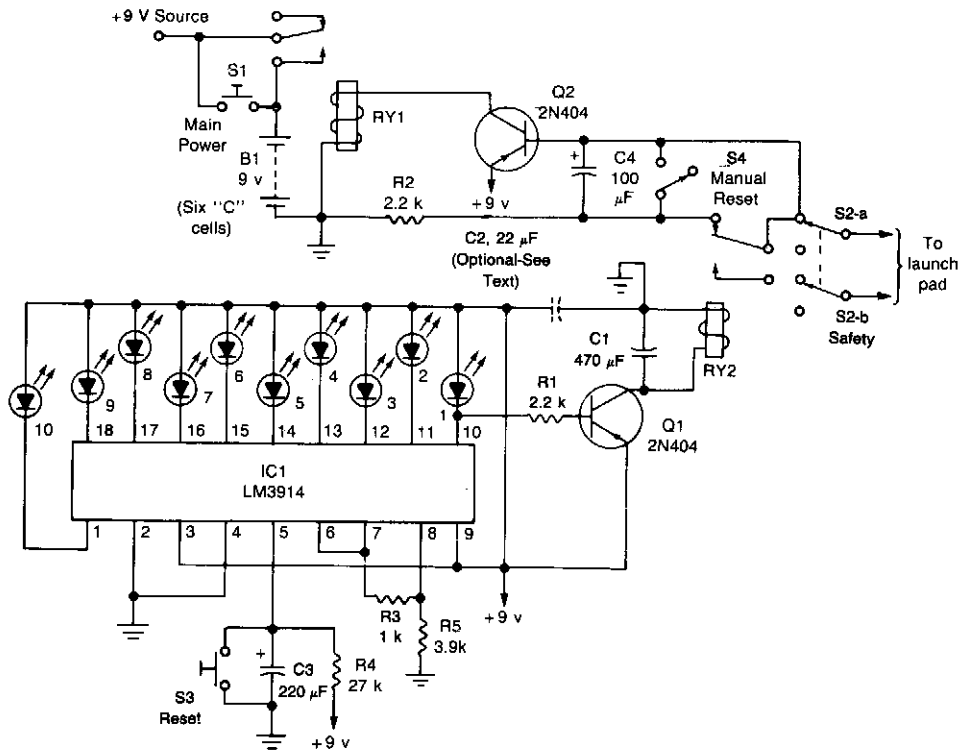 +9 V Source
S1
Main
Power
B1
9 v
(Six "C"
cells)
RY1
Q2
2N404
R2
2.2 k
+9 v
C4
100
µF
S4
Manual
Reset
S2-a
To
launch
pad
S2-b
Safety
C2, 22 µF
(Optional-See
Text)
C1
470 µF
RY2
R1
2.2 k
Q1
2N404
10
9
8
7
6
5
4
3
2
1
18
17
16
15
14
13
12
11
10
IC1
LM3914
1
2
3
4
5
6
7
8
9
R3
1 k
R5
3.9k
+9 v
S3
Reset
+
C3
220 µF
R4
27 k
+9 v
+